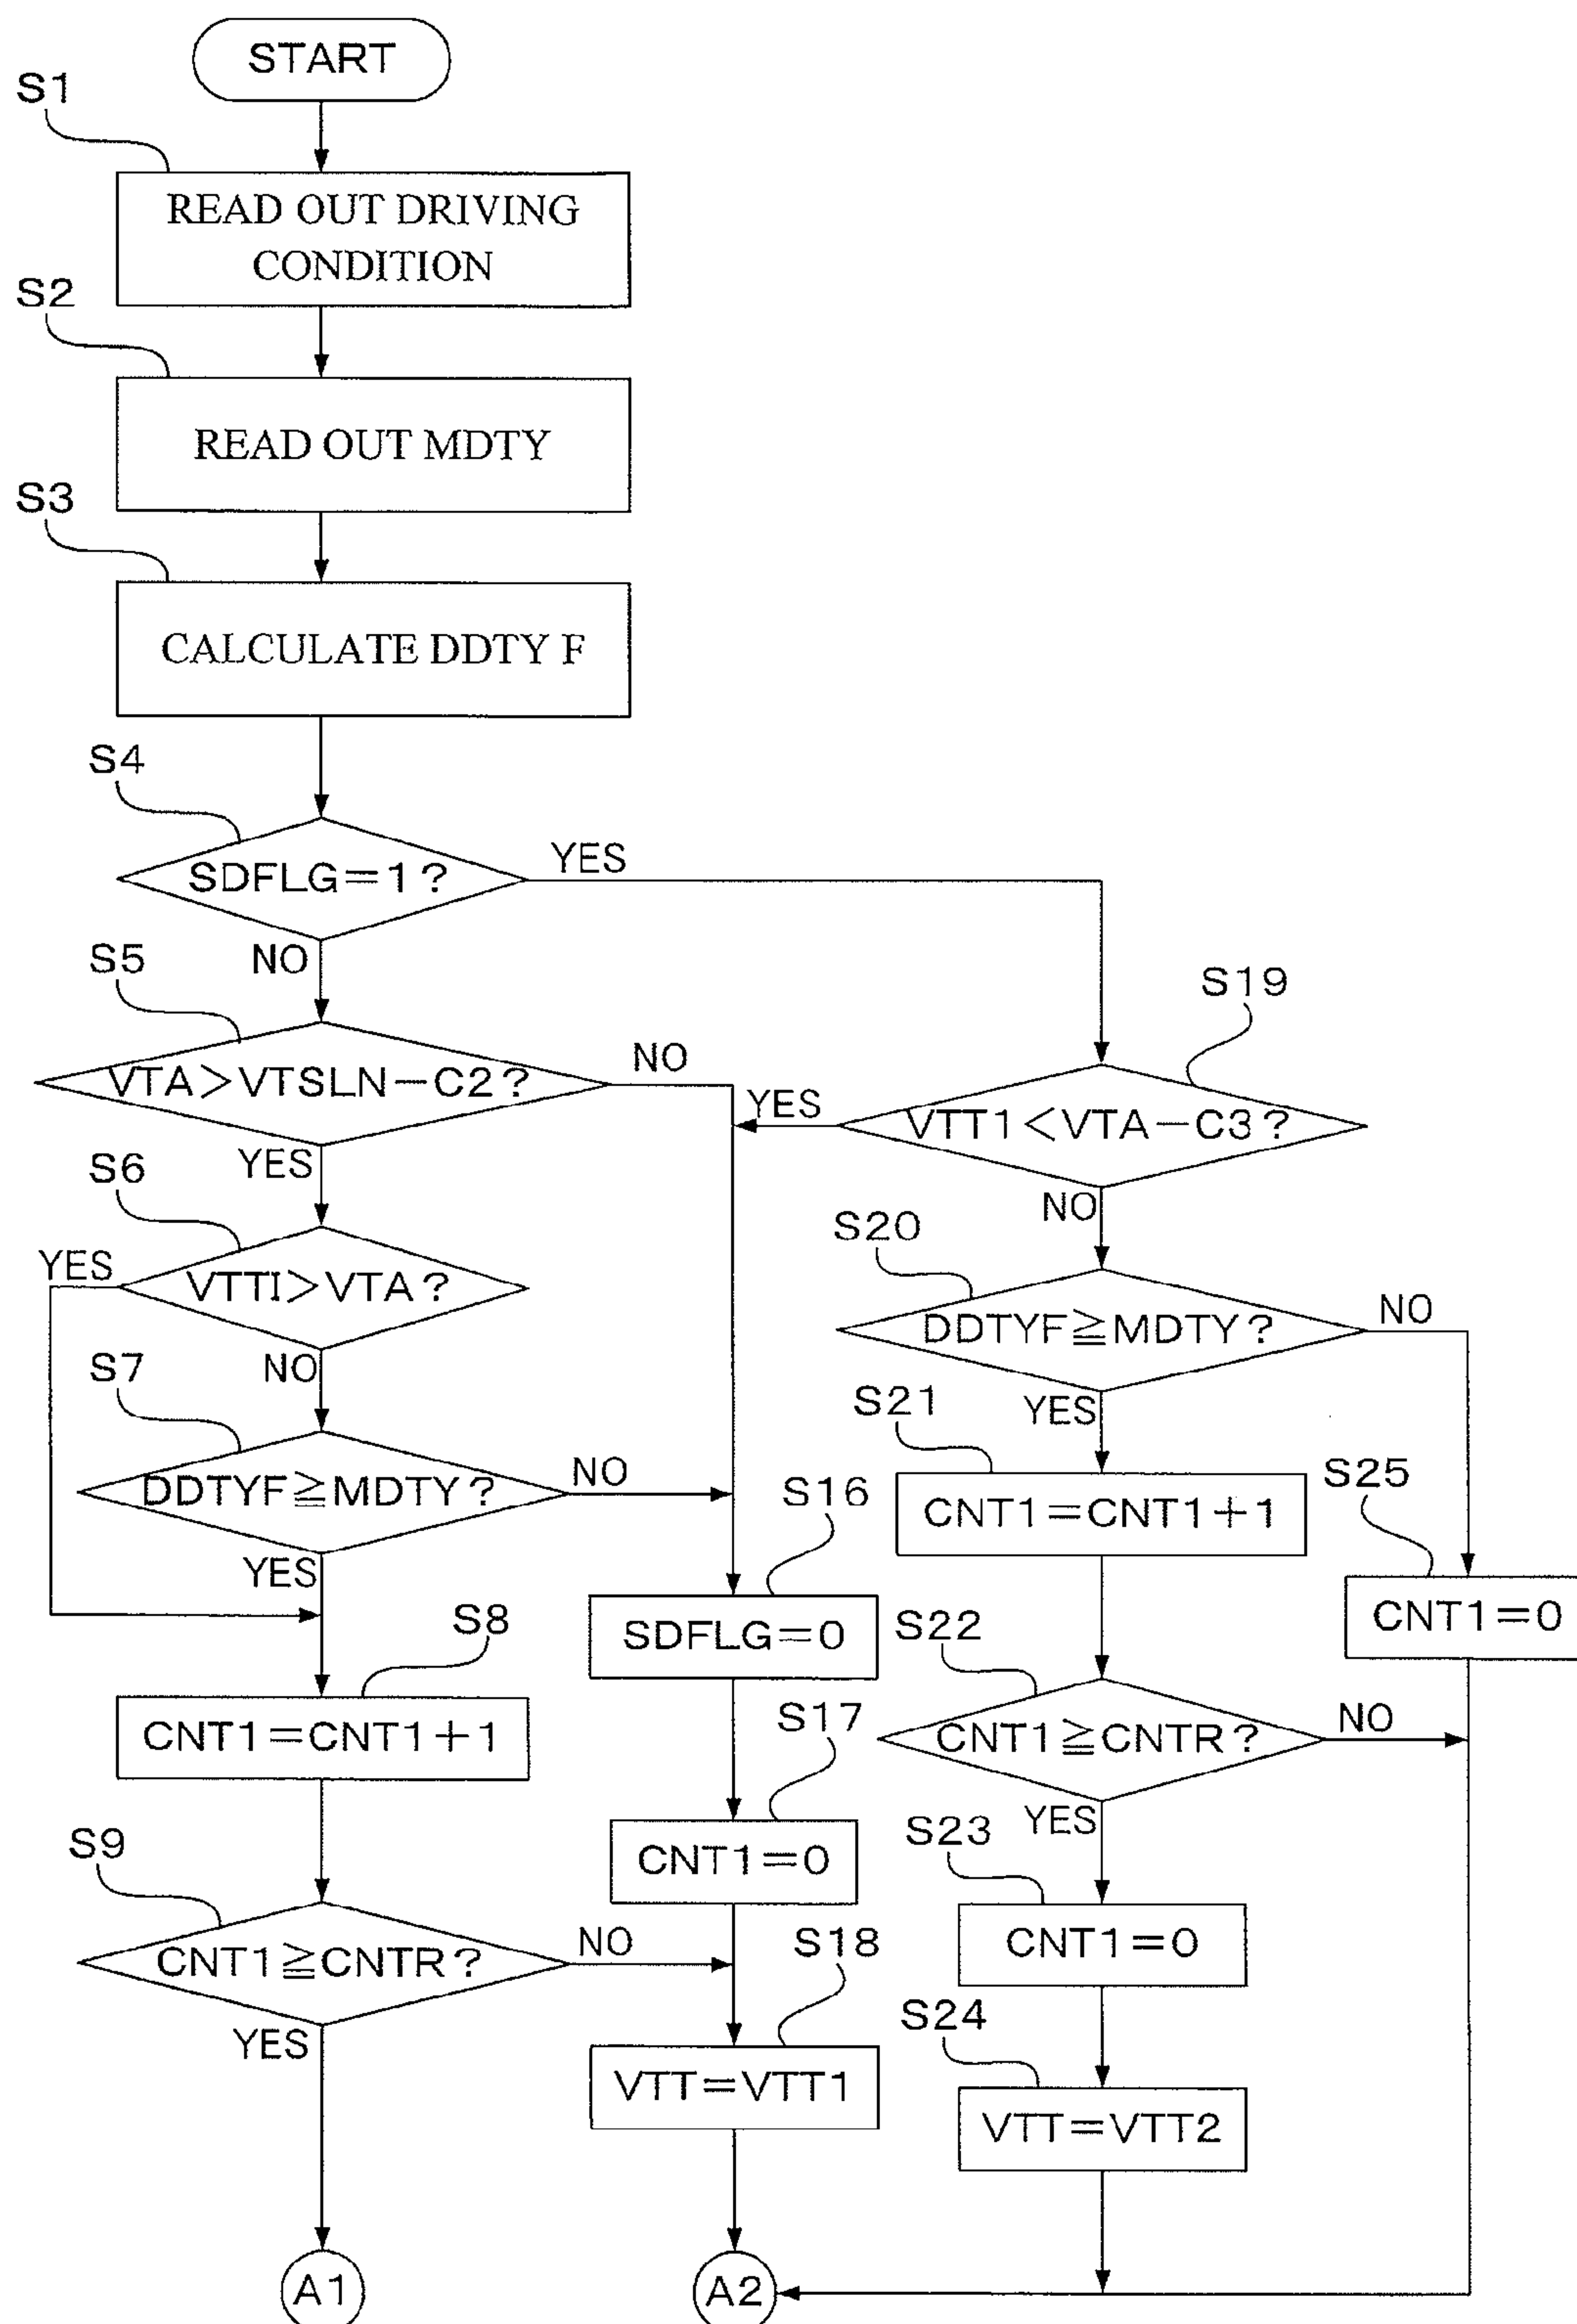 START
S1
READ OUT DRIVING
CONDITION
S2
READ OUT MDTY
S3
CALCULATE DDTY F
S4
SDFLG=1?
YES
NO
S5
VTA>VTSLN-C2?
NO
YES
S19
VTT1<VTA-C3?
YES
NO
S6
VTTI>VTA?
YES
NO
S20
DDTYF≧MDTY?
NO
YES
S7
DDTYF≧MDTY?
NO
YES
S21
CNT1=CNT1+1
S25
CNT1=0
S16
SDFLG=0
S8
CNT1=CNT1+1
S22
CNT1≧CNTR?
NO
YES
S17
CNT1=0
S9
CNT1≧CNTR?
NO
YES
S23
CNT1=0
S18
VTT=VTT1
S24
VTT=VTT2
A1
A2